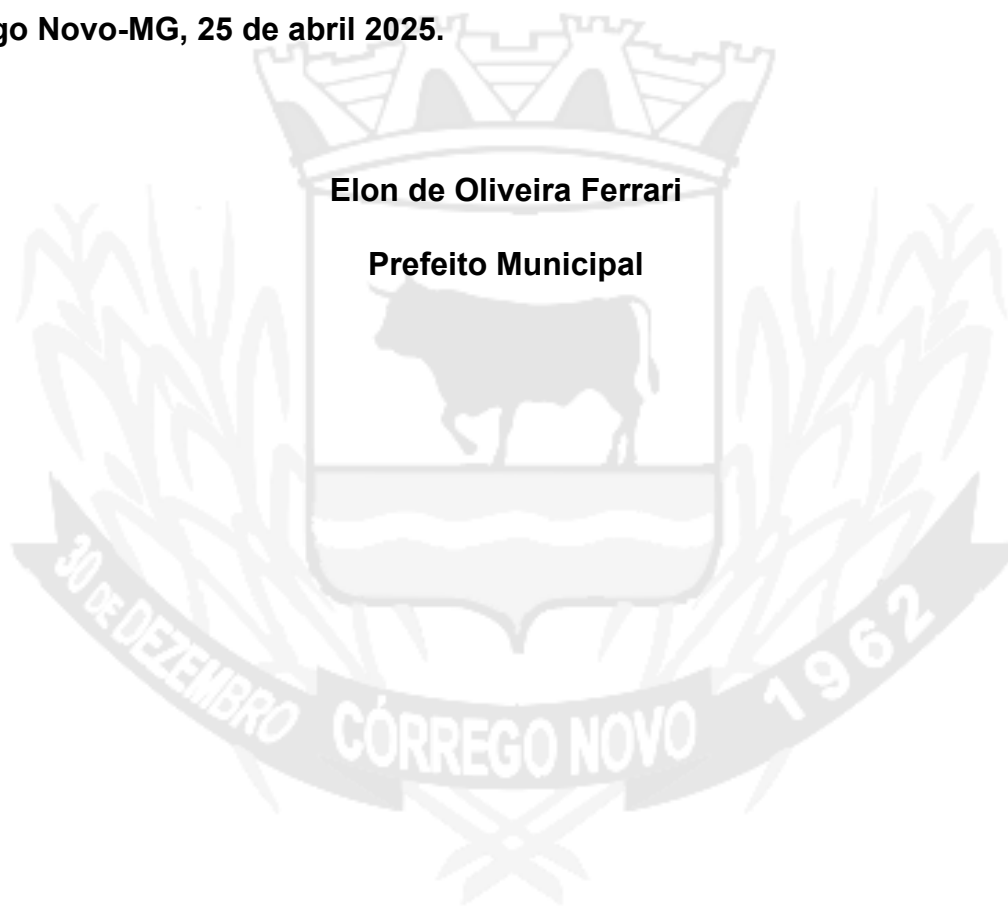 go Novo-MG, 25 de abril 2025.
Elon de Oliveira Ferrari
Prefeito Municipal
30 DE DEZEMBRO
CÓRREGO NOVO
1962